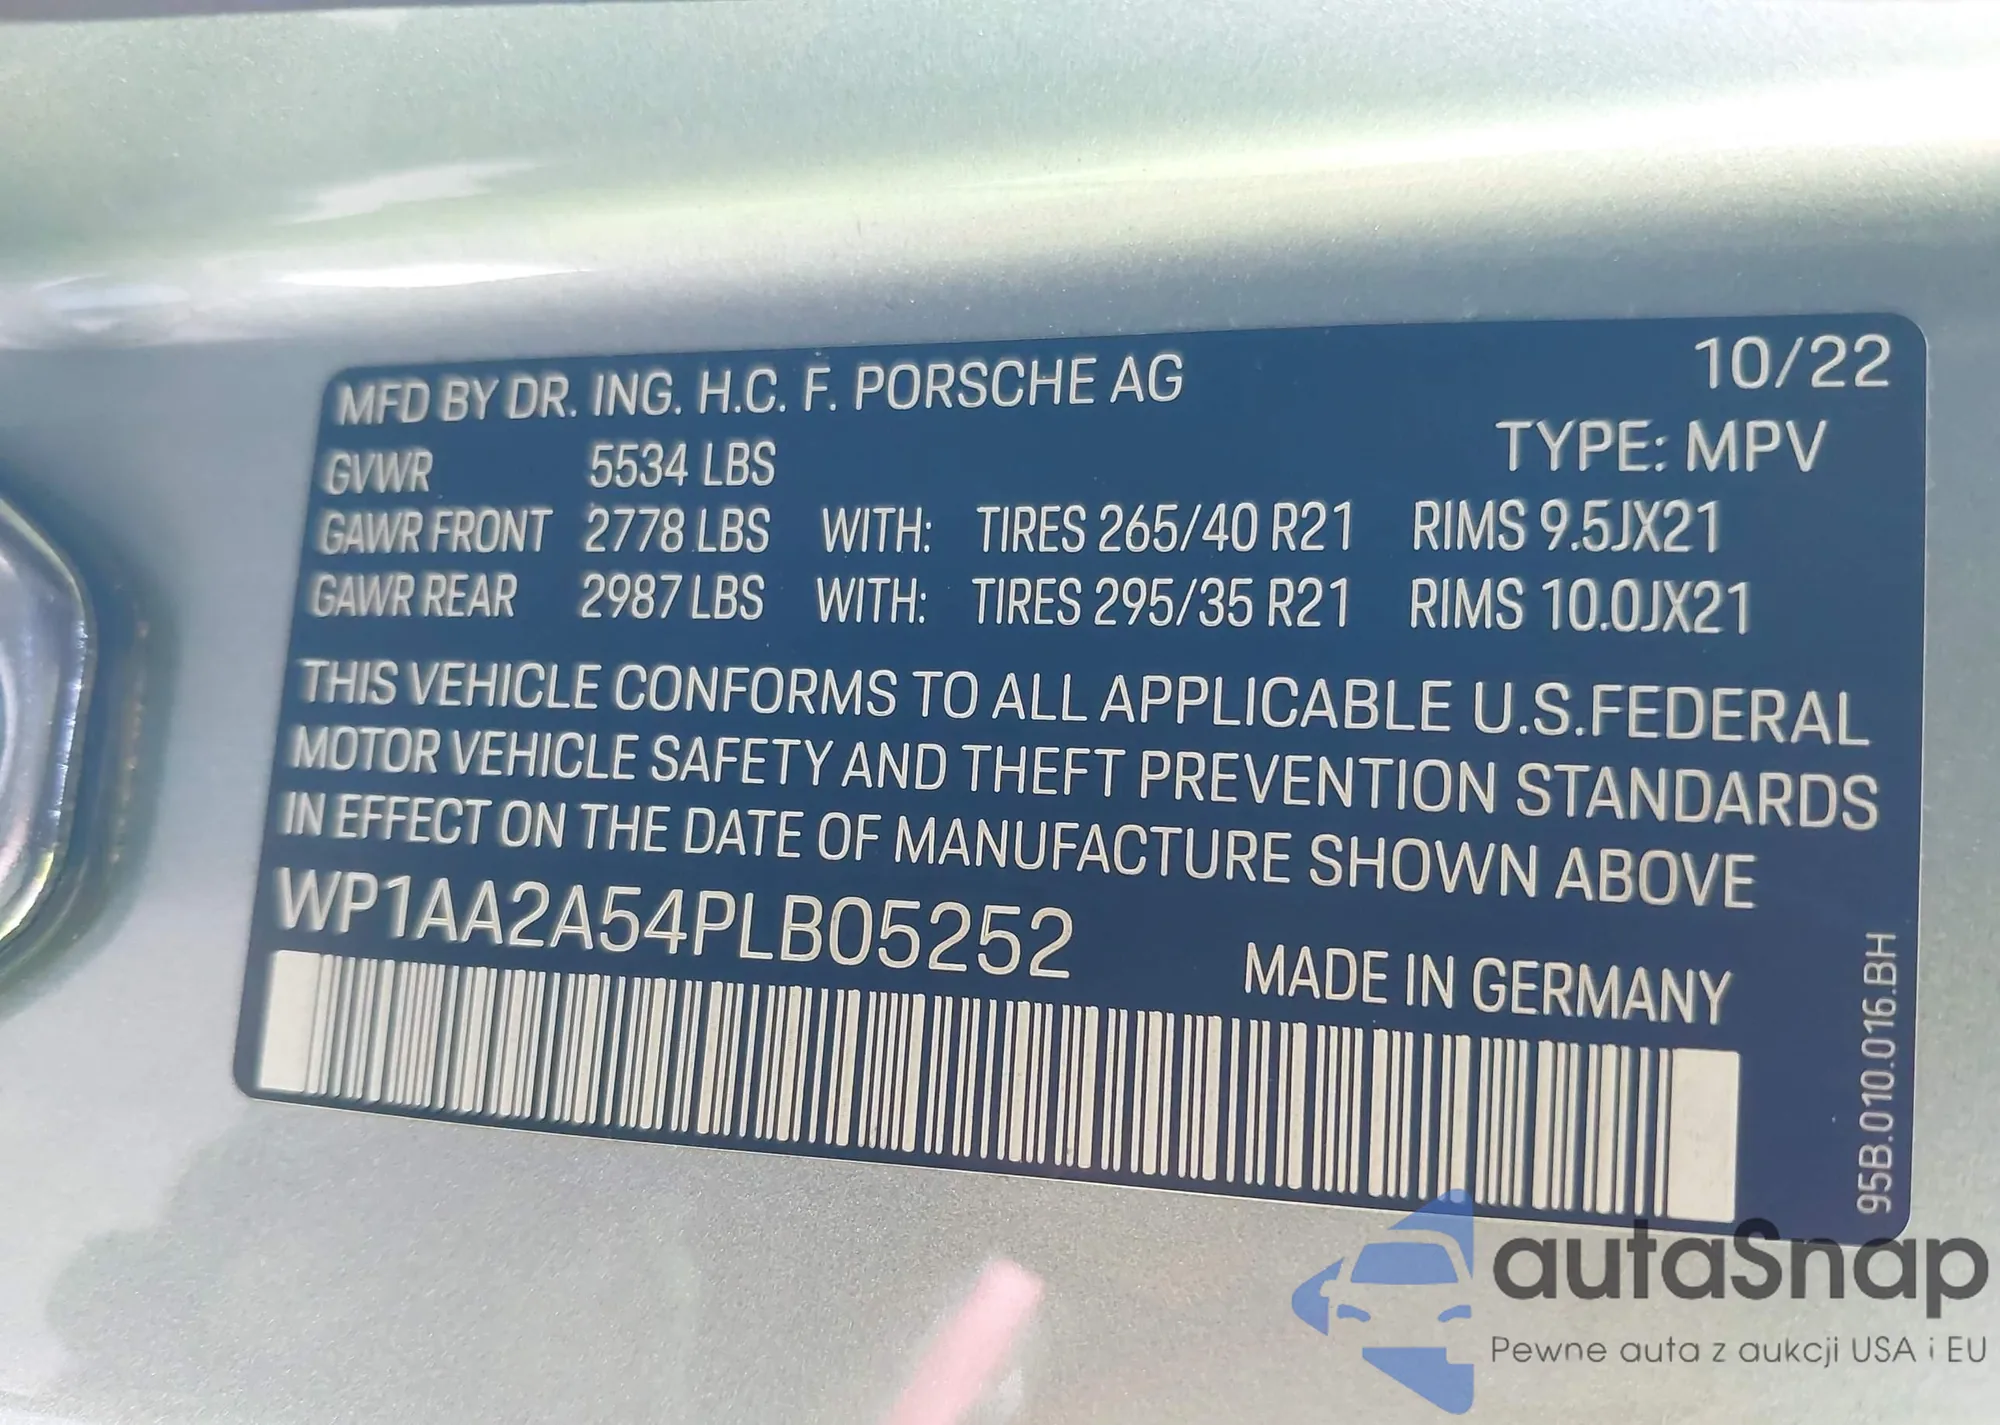 MFD BY DR. ING. H.C. F. PORSCHE AG 10/22
GVWR 5534 LBS TYPE: MPV
GAWR FRONT 2778 LBS WITH: TIRES 265/40 R21 RIMS 9.5JX21
GAWR REAR 2987 LBS WITH: TIRES 295/35 R21 RIMS 10.0JX21
THIS VEHICLE CONFORMS TO ALL APPLICABLE U.S.FEDERAL
MOTOR VEHICLE SAFETY AND THEFT PREVENTION STANDARDS
IN EFFECT ON THE DATE OF MANUFACTURE SHOWN ABOVE
WP1AA2A54PLB05252
MADE IN GERMANY
95B.010.016.BH
autaSnap
Pewne auta z aukcji USA i EU